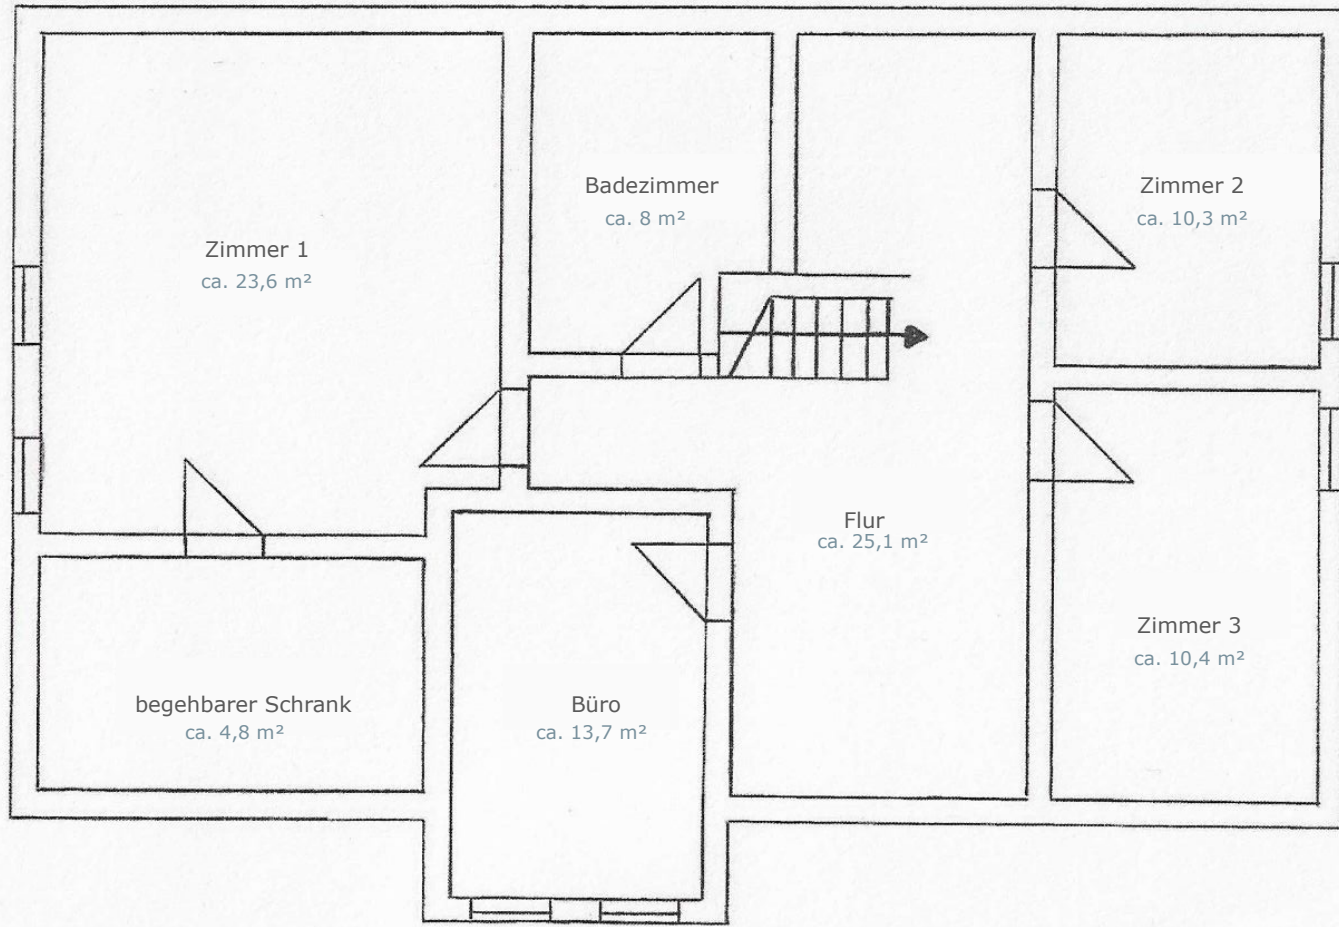 Badezimmer
ca. 8 m²
Zimmer 2
ca. 10,3 m²
Zimmer 1
ca. 23,6 m²
Flur
ca. 25,1 m²
Zimmer 3
ca. 10,4 m²
begehbarer Schrank
ca. 4,8 m²
Büro
ca. 13,7 m²